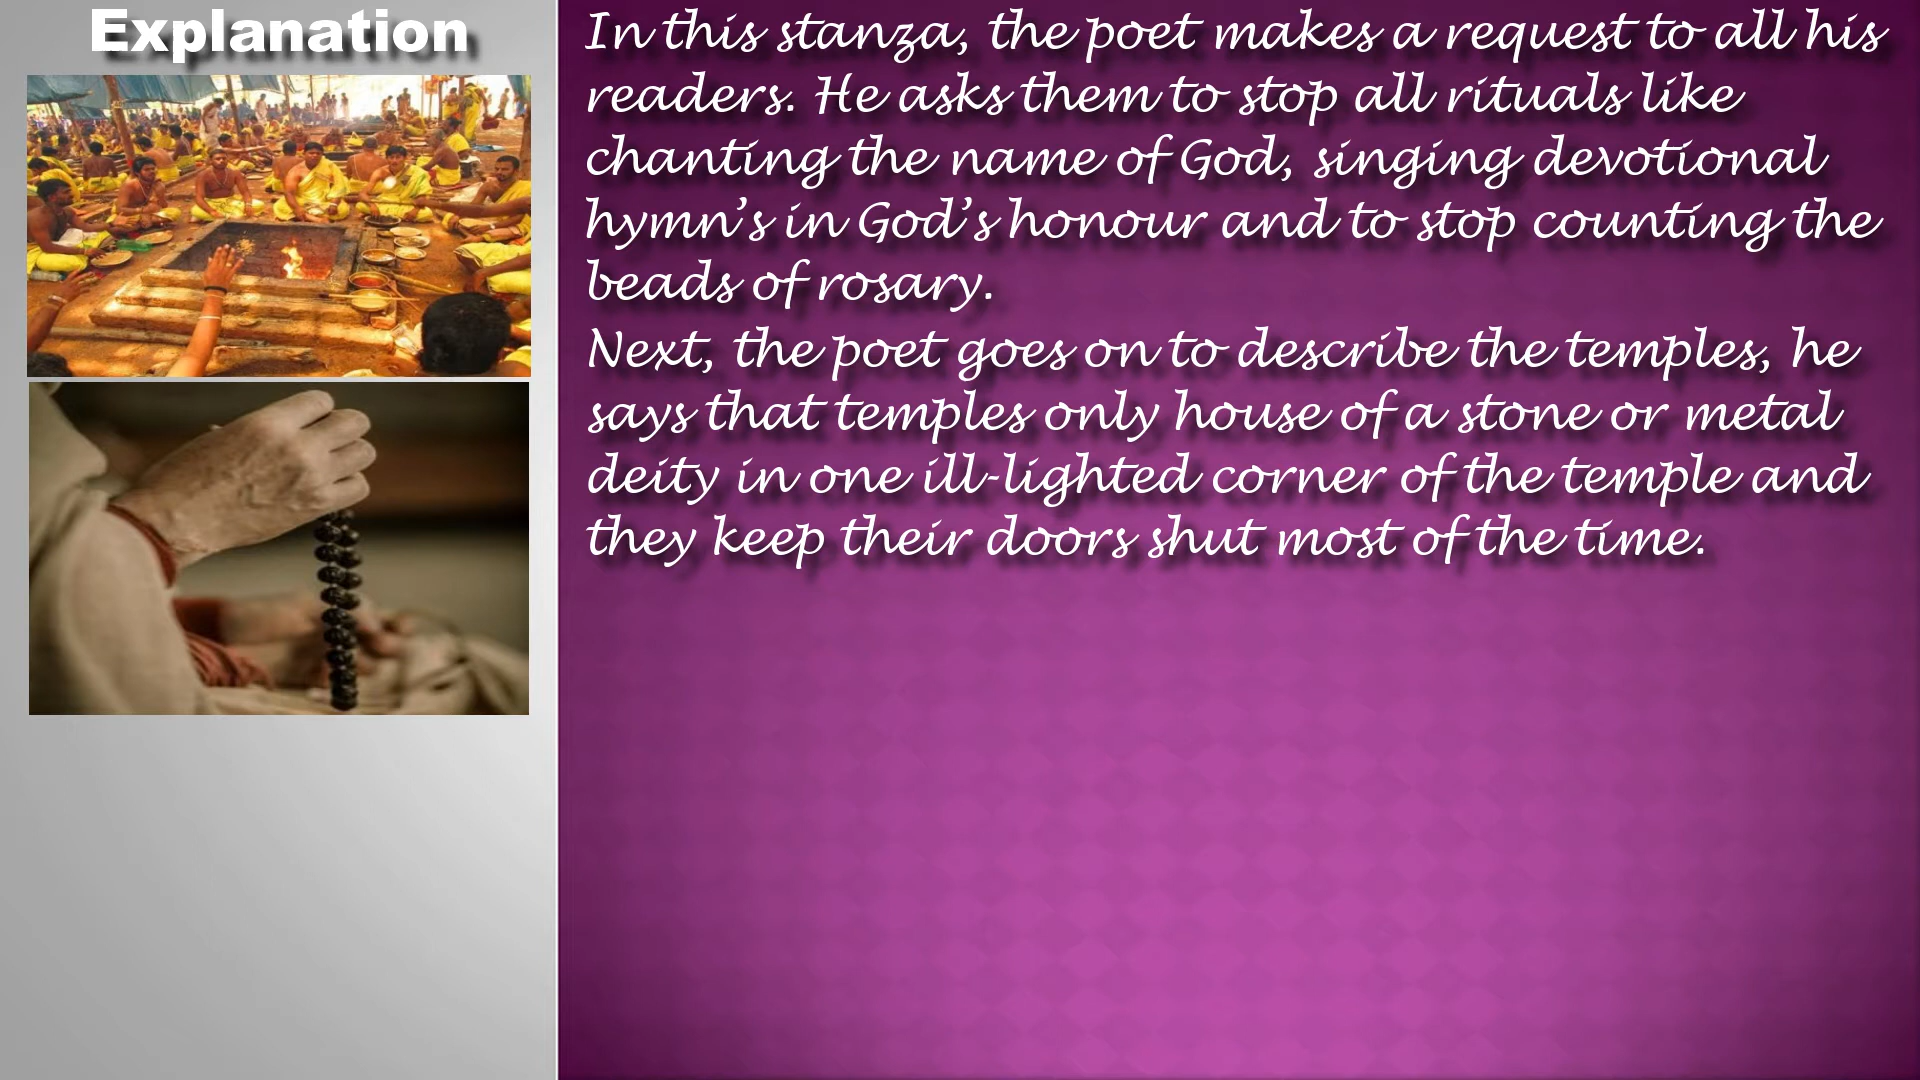 Explanation
In this stanza, the poet makes a request to all his
readers. He asks them to stop all rituals like
chanting the name of God, singing devotional
hymn’s in God’s honour and to stop counting the
beads of rosary.
Next, the poet goes on to describe the temples, he
says that temples only house of a stone or metal
deity in one ill-lighted corner of the temple and
they keep their doors shut most of the time.